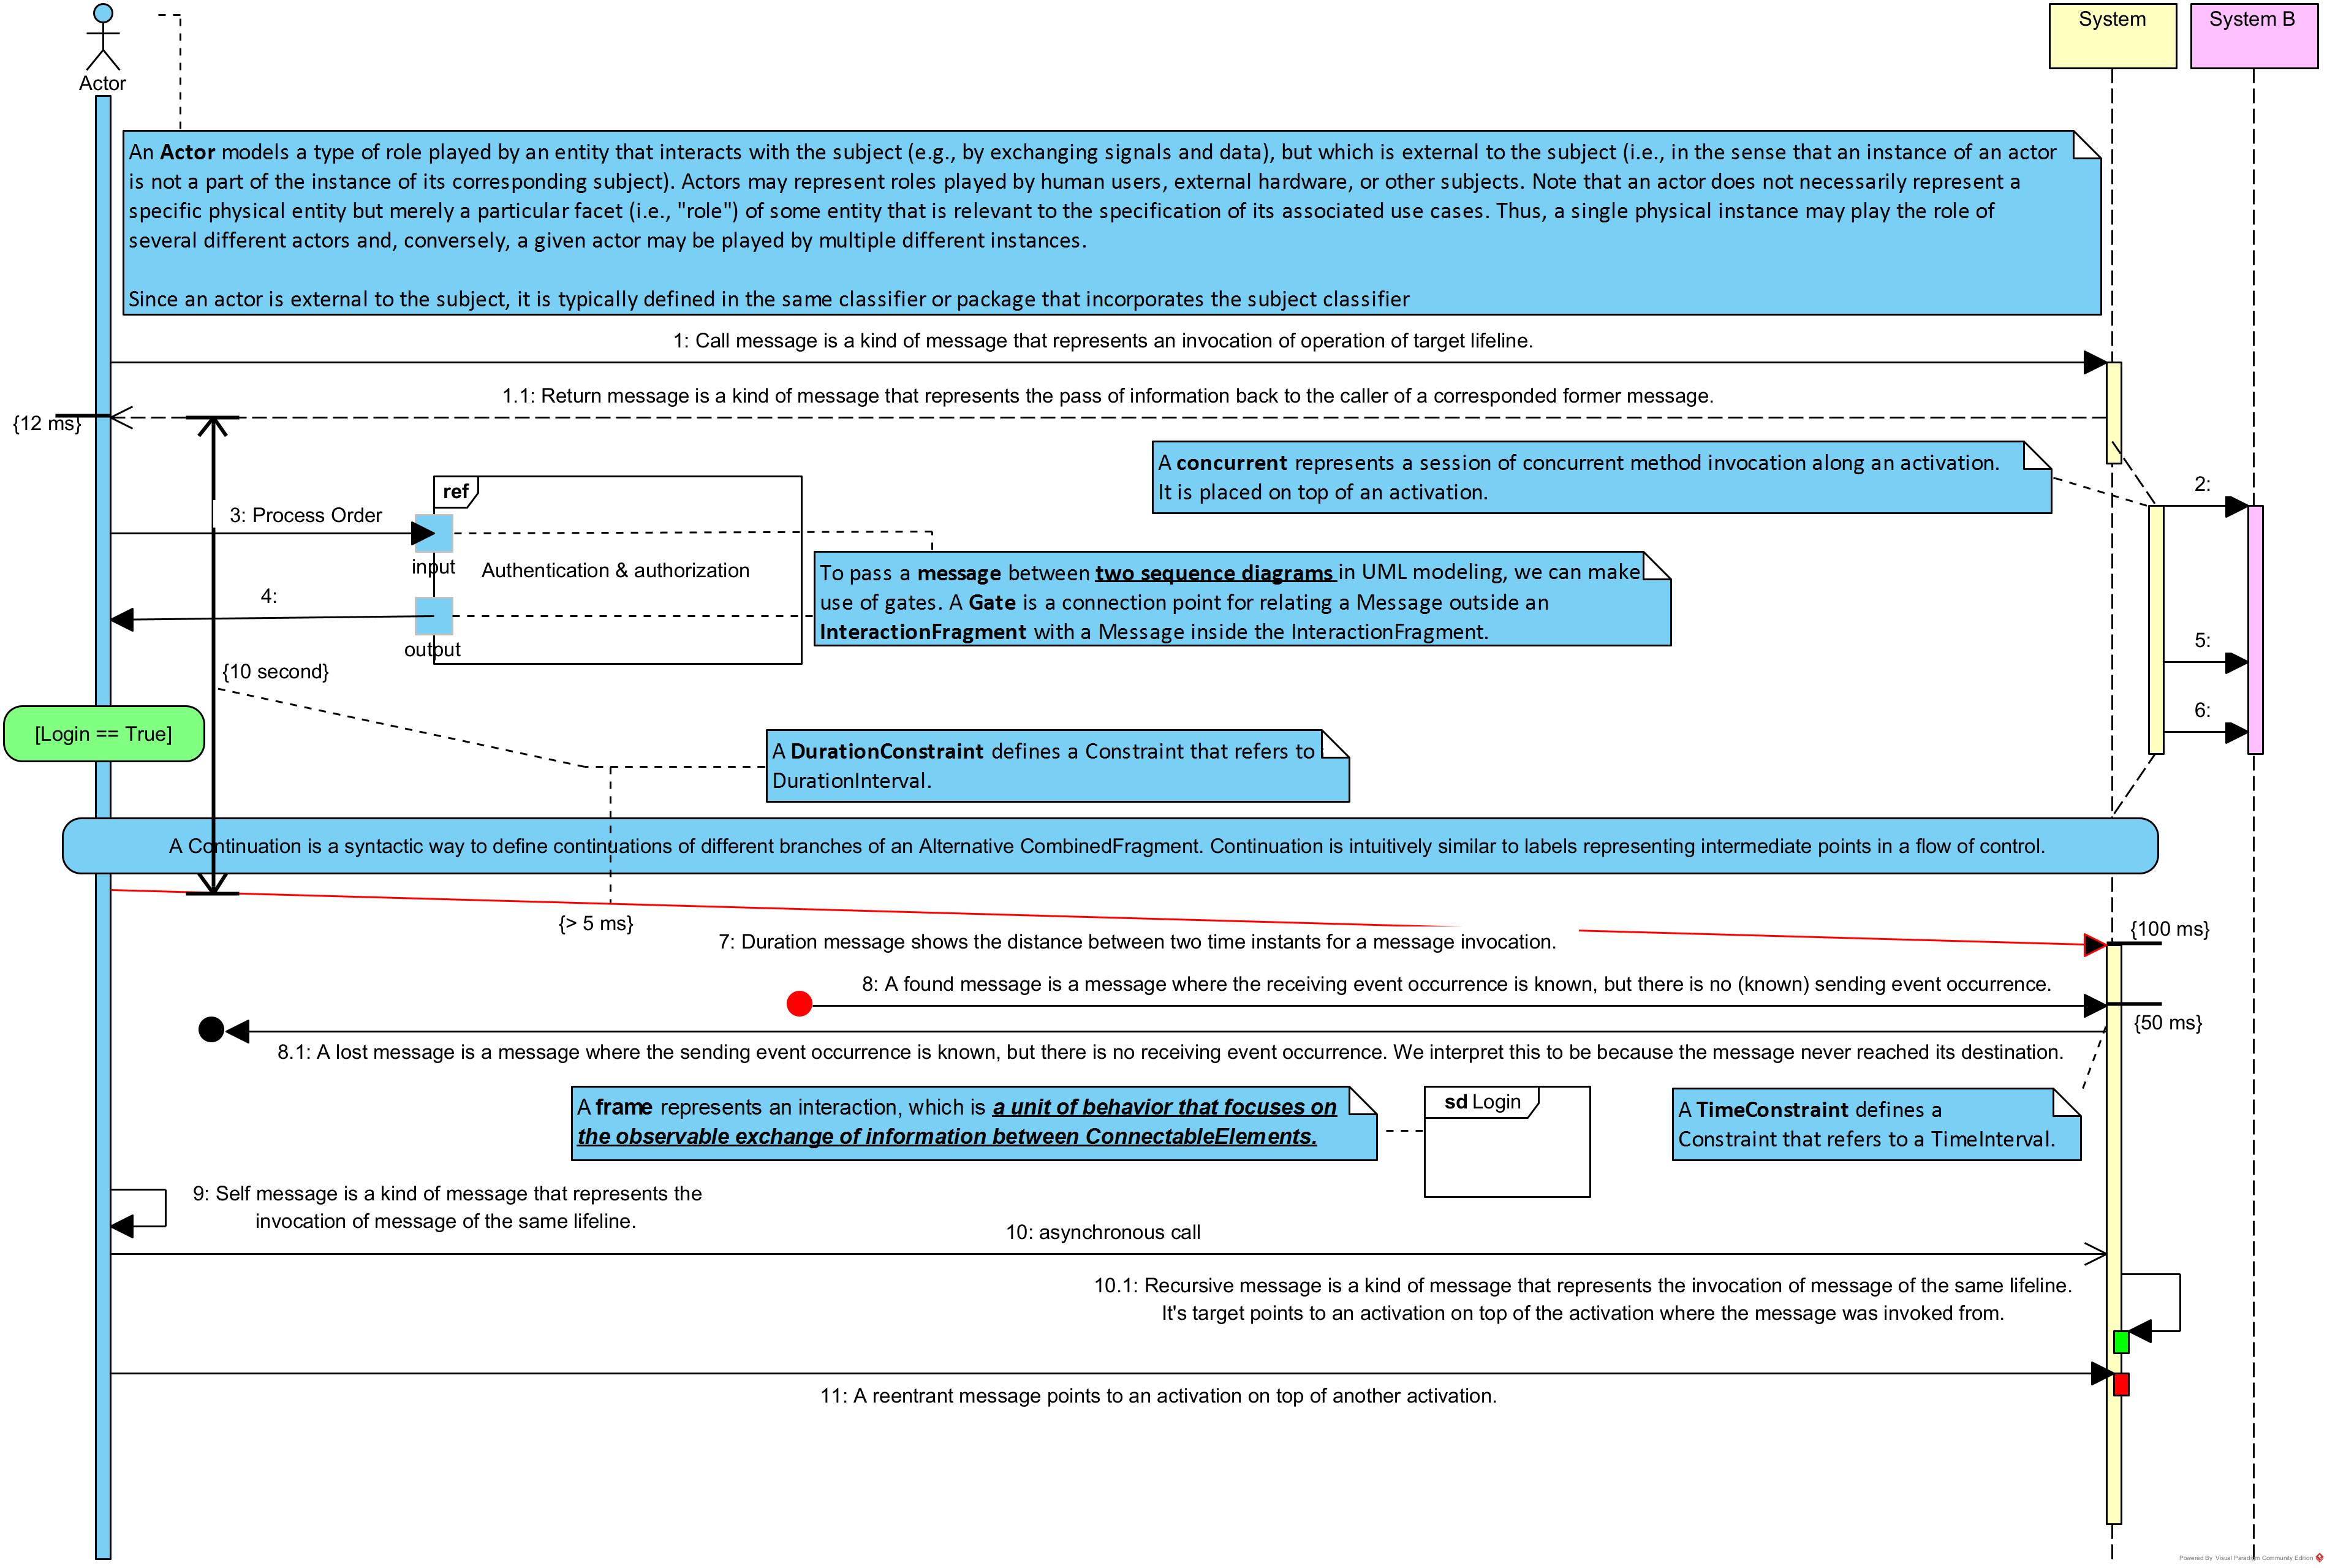 System
System B
Actor
An Actor models a type of role played by an entity that interacts with the subject (e.g., by exchanging signals and data), but which is external to the subject (i.e., in the sense that an instance of an actor
is not a part of the instance of its corresponding subject). Actors may represent roles played by human users, external hardware, or other subjects. Note that an actor does not necessarily represent a
specific physical entity but merely a particular facet (i.e., "role") of some entity that is relevant to the specification of its associated use cases. Thus, a single physical instance may play the role of
several different actors and, conversely, a given actor may be played by multiple different instances.
Since an actor is external to the subject, it is typically defined in the same classifier or package that incorporates the subject classifier
1: Call message is a kind of message that represents an invocation of operation of target lifeline.
1.1: Return message is a kind of message that represents the pass of information back to the caller of a corresponded former message.
{12 ms}
A concurrent represents a session of concurrent method invocation along an activation.
It is placed on top of an activation.
2:
ref
3: Process Order
input
Authentication & authorization
To pass a message between two sequence diagrams in UML modeling, we can make
use of gates. A Gate is a connection point for relating a Message outside an
InteractionFragment with a Message inside the InteractionFragment.
4:
output
5:
{10 second}
6:
[Login == True]
A DurationConstraint defines a Constraint that refers to
DurationInterval.
A Continuation is a syntactic way to define continuations of different branches of an Alternative CombinedFragment. Continuation is intuitively similar to labels representing intermediate points in a flow of control.
{> 5 ms}
{100 ms}
7: Duration message shows the distance between two time instants for a message invocation.
8: A found message is a message where the receiving event occurrence is known, but there is no (known) sending event occurrence.
{50 ms}
8.1: A lost message is a message where the sending event occurrence is known, but there is no receiving event occurrence. We interpret this to be because the message never reached its destination.
A frame represents an interaction, which is a unit of behavior that focuses on
the observable exchange of information between ConnectableElements.
sd Login
A TimeConstraint defines a
Constraint that refers to a TimeInterval.
9: Self message is a kind of message that represents the
invocation of message of the same lifeline.
10: asynchronous call
10.1: Recursive message is a kind of message that represents the invocation of message of the same lifeline.
It's target points to an activation on top of the activation where the message was invoked from.
11: A reentrant message points to an activation on top of another activation.
Powered By Visual Paradigm Community Edition